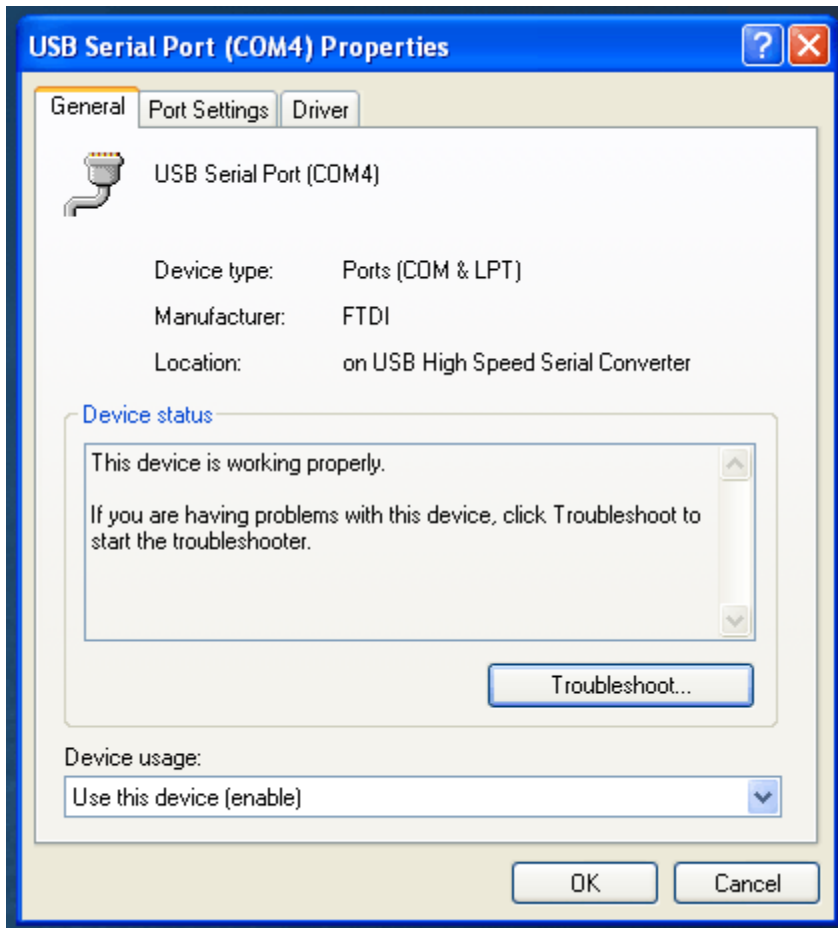 USB Serial Port (COM4) Properties
General
Port Settings
Driver
USB Serial Port (COM4)
Device type: Ports (COM & LPT)
Manufacturer: FTDI
Location: on USB High Speed Serial Converter
Device status
This device is working properly.
If you are having problems with this device, click Troubleshoot to
start the troubleshooter.
Troubleshoot...
Device usage:
Use this device (enable)
OK
Cancel